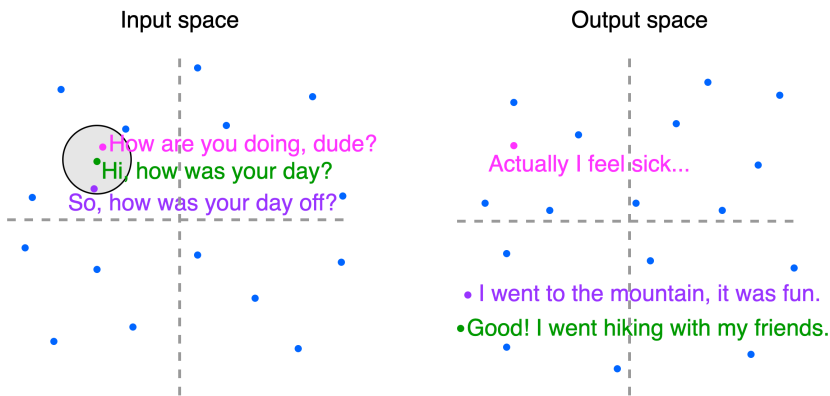 Input space
Output space
How are you doing, dude?
Hi, how was your day?
So, how was your day off?
Actually I feel sick...
I went to the mountain, it was fun.
Good! I went hiking with my friends.